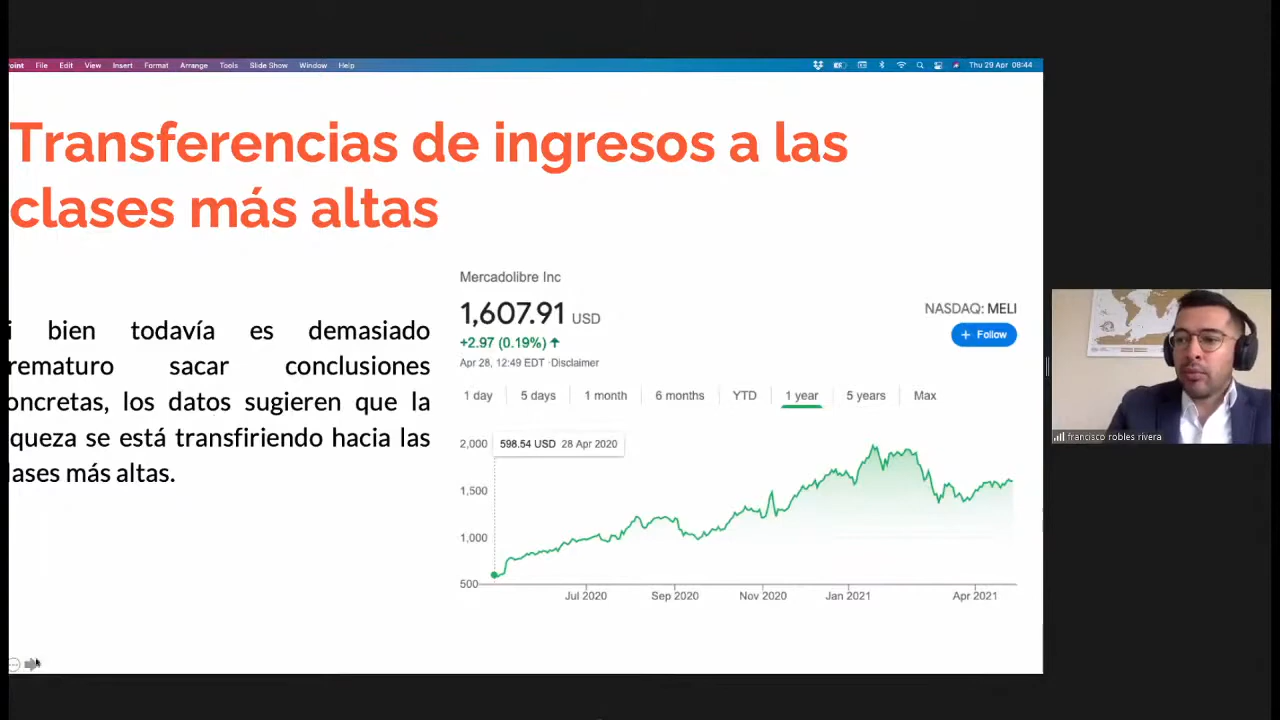 oint File Edit View Insert Format Arrange Tools Slide Show Window Help Thu 29 Apr 08:44
Transferencias de ingresos a las
clases más altas
i bien todavía es demasiado
rematuro sacar conclusiones
oncretas, los datos sugieren que la
queza se está transfiriendo hacia las
lases más altas.
Mercadolibre Inc
1,607.91 USD
+2.97 (0.19%) ↑
Apr 28, 12:49 EDT · Disclaimer
NASDAQ: MELI
+ Follow
1 day 5 days 1 month 6 months YTD 1 year 5 years Max
598.54 USD 28 Apr 2020
2,000
1,500
1,000
500
Jul 2020 Sep 2020 Nov 2020 Jan 2021 Apr 2021
francisco robles rivera